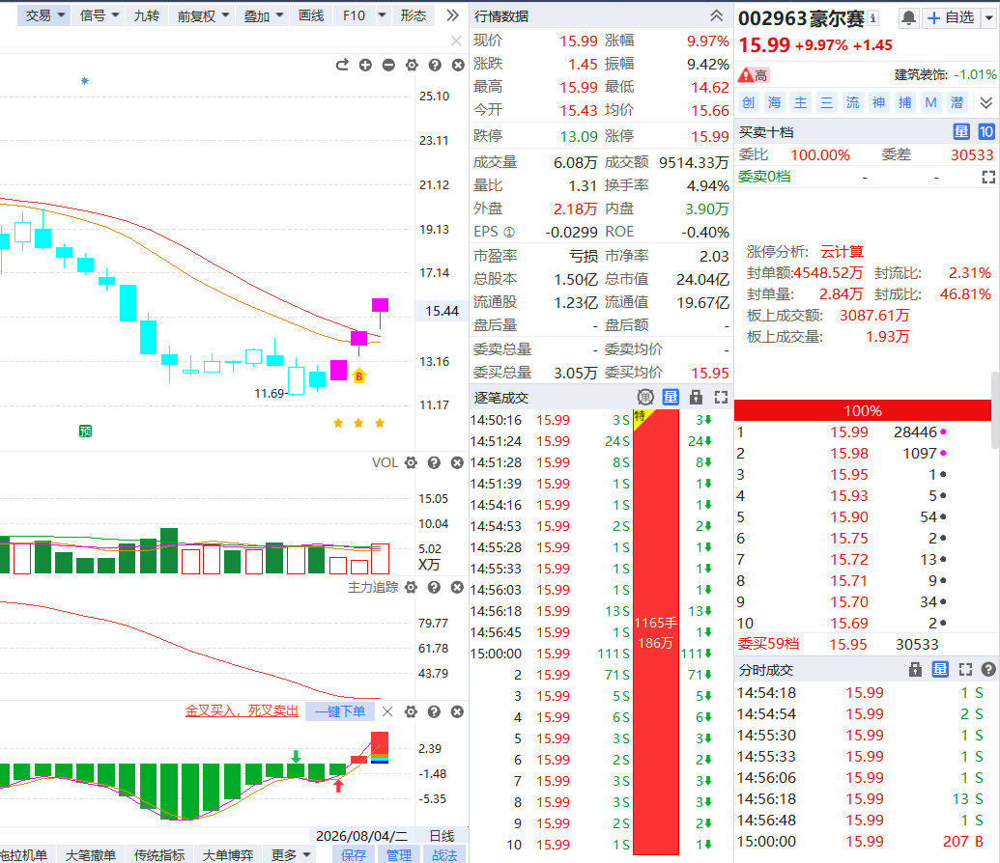 交易 信号 九转 前复权 叠加 画线 F10 形态
25.10
23.11
21.12
19.13
17.14
15.44
13.16
11.17
11.69
B
预
VOL
15.05
10.04
5.02
X万
主力追踪
79.77
61.78
43.79
金叉买入，死叉卖出 一键下单
2.39
-1.48
-5.35
2026/08/04/二 日线
拖拉机单 大笔撤单 传统指标 大单博弈 更多 保存 管理 战法
行情数据
现价 15.99 涨幅 9.97%
涨跌 1.45 振幅 9.42%
最高 15.99 最低 14.62
今开 15.43 均价 15.66
跌停 13.09 涨停 15.99
成交量 6.08万 成交额 9514.33万
量比 1.31 换手率 4.94%
外盘 2.18万 内盘 3.90万
EPS ① -0.0299 ROE -0.40%
市盈率 亏损 市净率 2.03
总股本 1.50亿 总市值 24.04亿
流通股 1.23亿 流通值 19.67亿
盘后量 - 盘后额 -
委卖总量 - 委卖均价 -
委买总量 3.05万 委买均价 15.95
逐笔成交 单 量
特
14:50:16 15.99 3 S 3
14:51:24 15.99 24 S 24
14:51:28 15.99 8 S 8
14:51:39 15.99 1 S 1
14:54:16 15.99 1 S 1
14:54:53 15.99 2 S 2
14:55:28 15.99 1 S 1
14:55:33 15.99 1 S 1
14:56:03 15.99 1 S 1
14:56:18 15.99 13 S 13
14:56:45 15.99 1 S 1
15:00:00 15.99 111 S 111
2 15.99 71 S 71
3 15.99 5 S 5
4 15.99 6 S 6
5 15.99 3 S 3
6 15.99 2 S 2
7 15.99 3 S 3
8 15.99 3 S 3
9 15.99 2 S 2
10 15.99 1 S 1
1165手
186万
002963 豪尔赛 自选
15.99 +9.97% +1.45
高 建筑装饰: -1.01%
创 海 主 三 流 神 捕 M 潜
买卖十档 量 10
委比 100.00% 委差 30533
委卖0档 - -
涨停分析: 云计算
封单额:4548.52万 封流比: 2.31%
封单量: 2.84万 封成比: 46.81%
板上成交额: 3087.61万
板上成交量: 1.93万
100%
1 15.99 28446
2 15.98 1097
3 15.95 1
4 15.93 5
5 15.90 54
6 15.75 2
7 15.72 13
8 15.71 9
9 15.70 34
10 15.69 2
委买59档 15.95 30533
分时成交 量
14:54:18 15.99 1 S
14:54:54 15.99 2 S
14:55:30 15.99 1 S
14:55:33 15.99 1 S
14:56:06 15.99 1 S
14:56:18 15.99 13 S
14:56:48 15.99 1 S
15:00:00 15.99 207 B